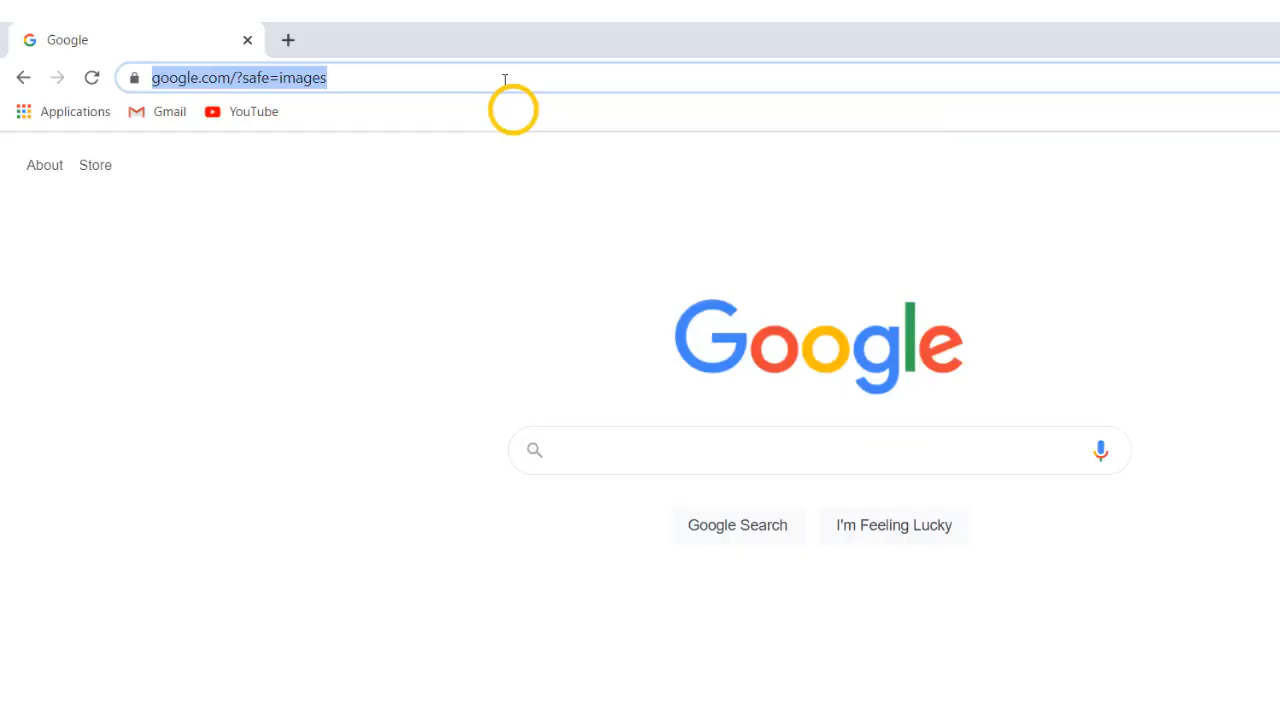 Google
google.com/?safe=images
Applications Gmail YouTube
About Store
Google
Google Search I'm Feeling Lucky